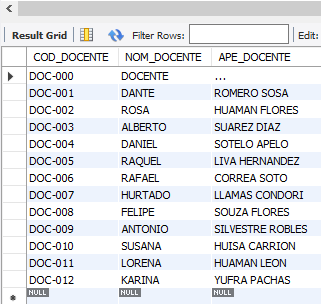 Result Grid Filter Rows: Edit:
COD_DOCENTE NOM_DOCENTE APE_DOCENTE
DOC-000 DOCENTE ...
DOC-001 DANTE ROMERO SOSA
DOC-002 ROSA HUAMAN FLORES
DOC-003 ALBERTO SUAREZ DIAZ
DOC-004 DANIEL SOTELO APELO
DOC-005 RAQUEL LIVA HERNANDEZ
DOC-006 RAFAEL CORREA SOTO
DOC-007 HURTADO LLAMAS CONDORI
DOC-008 FELIPE SOUZA FLORES
DOC-009 ANTONIO SILVESTRE ROBLES
DOC-010 SUSANA HUISA CARRION
DOC-011 LORENA HUAMAN LEON
DOC-012 KARINA YUFRA PACHAS
NULL NULL NULL